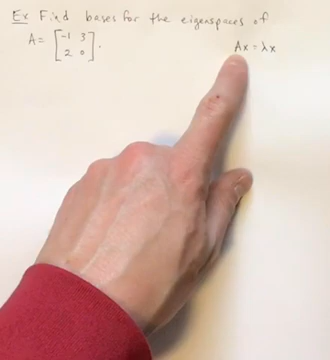 Ex Find bases for the eigenspaces of
A = [-1 3
2 0].
Ax = λx